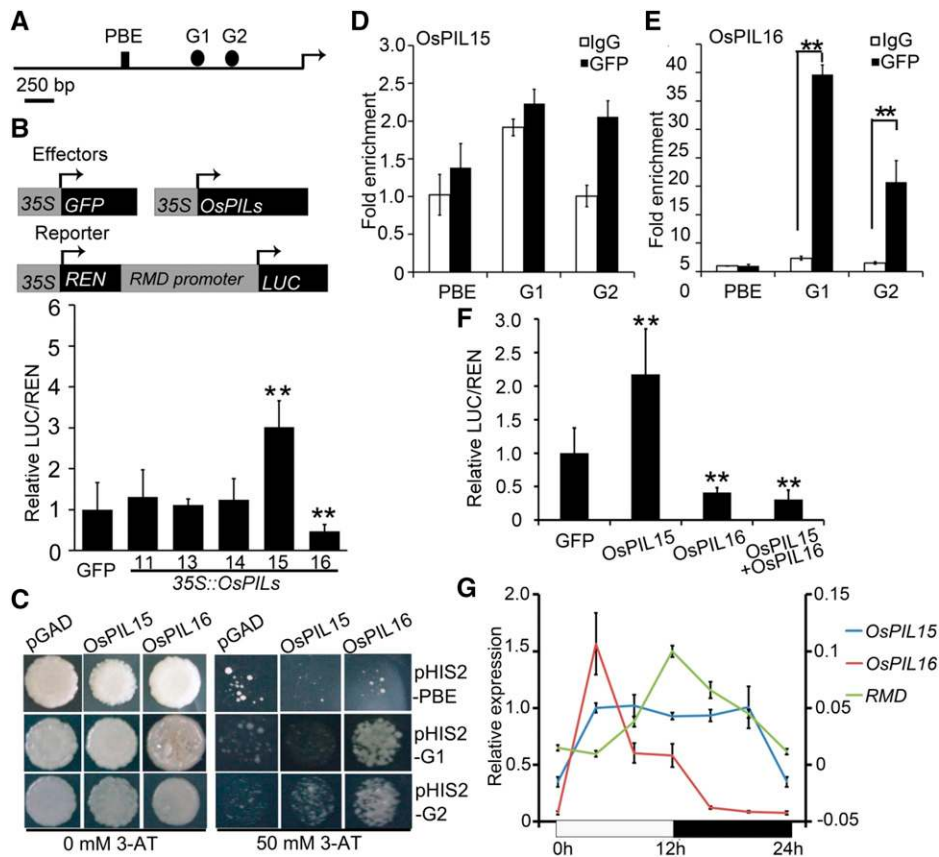 A
PBE G1 G2
250 bp
B
Effectors
35S GFP 35S OsPILs
Reporter
35S REN RMD promoter LUC
Relative LUC/REN
6
5
4
3
2
1
0
**
**
GFP 11 13 14 15 16
35S::OsPILs
C
pGAD OsPIL15 OsPIL16 pGAD OsPIL15 OsPIL16
pHIS2
-PBE
pHIS2
-G1
pHIS2
-G2
0 mM 3-AT 50 mM 3-AT
D
OsPIL15
IgG
GFP
Fold enrichment
3.0
2.5
2.0
1.5
1.0
0.5
0
PBE G1 G2
E
OsPIL16
IgG
GFP
Fold enrichment
40
35
30
25
20
15
10
5
0
**
**
PBE G1 G2
F
Relative LUC/REN
3.0
2.5
2.0
1.5
1.0
0.5
0
**
**
**
GFP OsPIL15 OsPIL16 OsPIL15
+OsPIL16
G
Relative expression
2.0
1.5
1.0
0.5
0
0.15
0.1
0.05
0
-0.05
OsPIL15
OsPIL16
RMD
0h 12h 24h